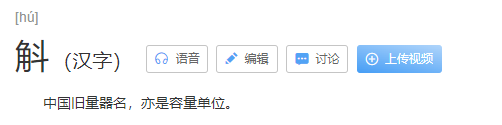 [hú]
斛（汉字） 语音 编辑 讨论 上传视频
中国旧量器名，亦是容量单位。